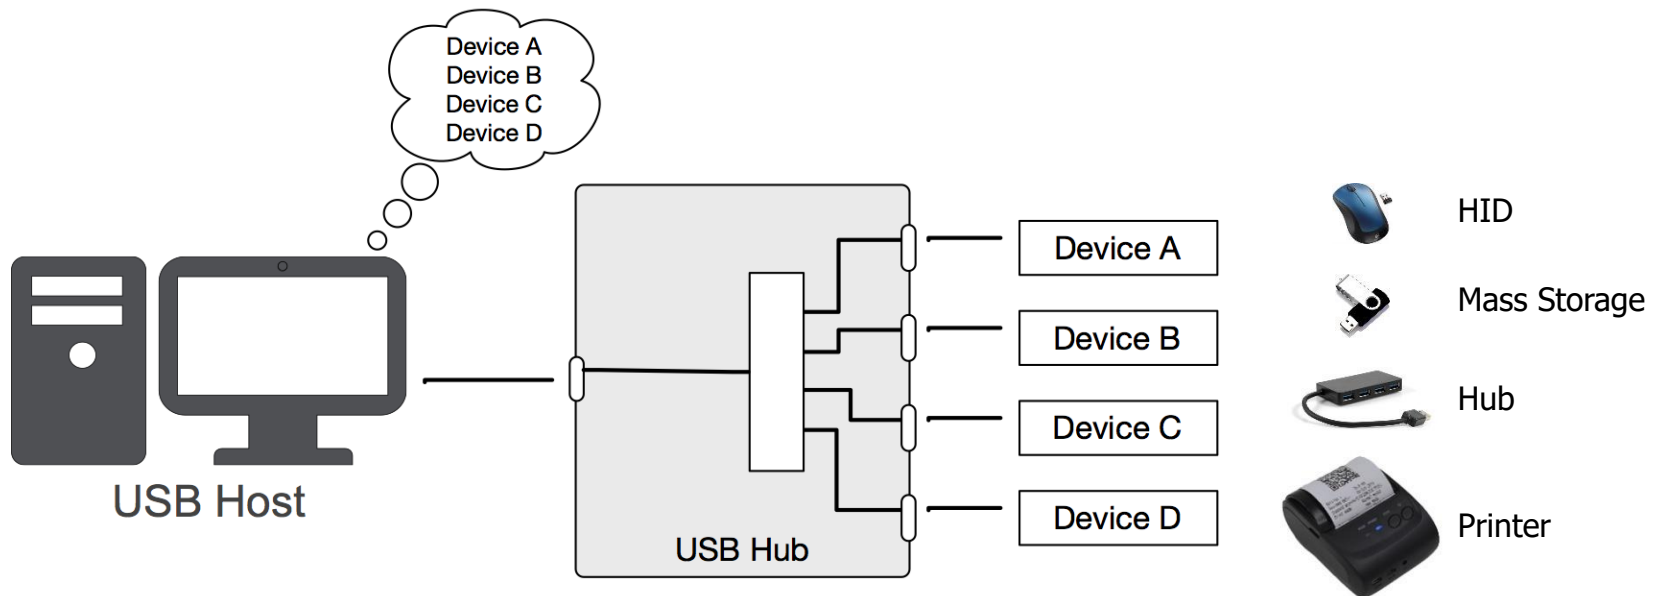 Device A
Device B
Device C
Device D
USB Host
USB Hub
Device A
Device B
Device C
Device D
HID
Mass Storage
Hub
Printer